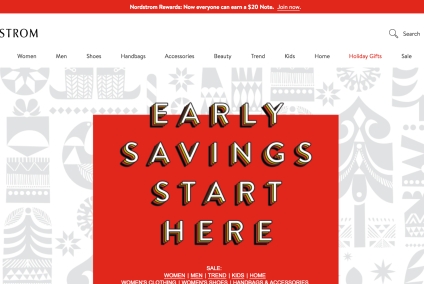 Nordstrom Rewards: Now everyone can earn a $20 Note. Join now.
STROM
Search
Women Men Shoes Handbags Accessories Beauty Trend Kids Home Holiday Gifts Sale
EARLY
SAVINGS
START
HERE
SALE:
WOMEN | MEN | TREND | KIDS | HOME
WOMEN'S CLOTHING | WOMEN'S SHOES | HANDBAGS & ACCESSORIES